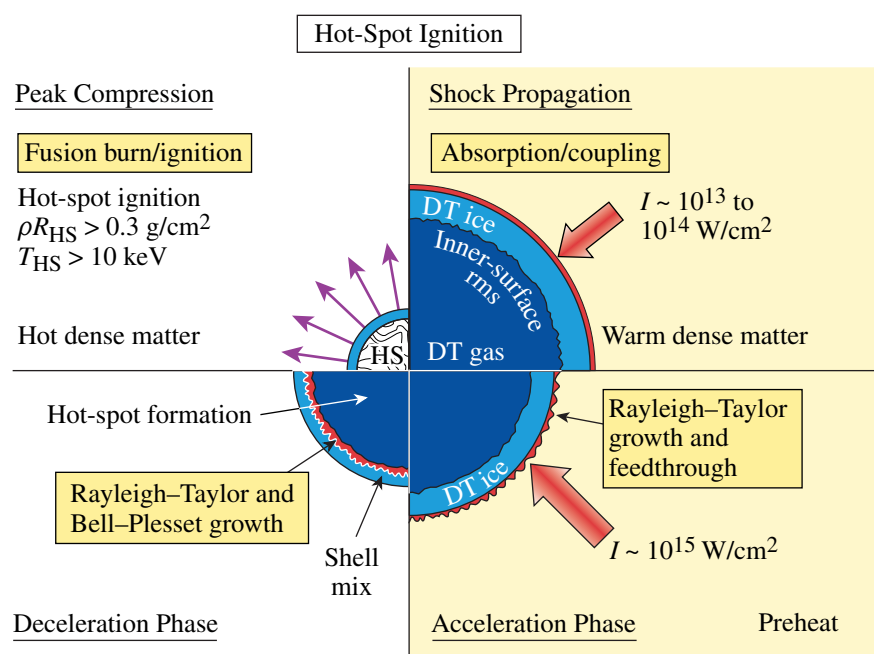 Hot-Spot Ignition
Peak Compression
Fusion burn/ignition
Hot-spot ignition
ρR_HS > 0.3 g/cm²
T_HS > 10 keV
Hot dense matter
HS
Shock Propagation
Absorption/coupling
I ~ 10¹³ to
10¹⁴ W/cm²
DT ice
Inner-surface
rms
DT gas
Warm dense matter
Hot-spot formation
Rayleigh–Taylor and
Bell–Plesset growth
Shell
mix
Deceleration Phase
Rayleigh–Taylor
growth and
feedthrough
DT ice
I ~ 10¹⁵ W/cm²
Acceleration Phase
Preheat